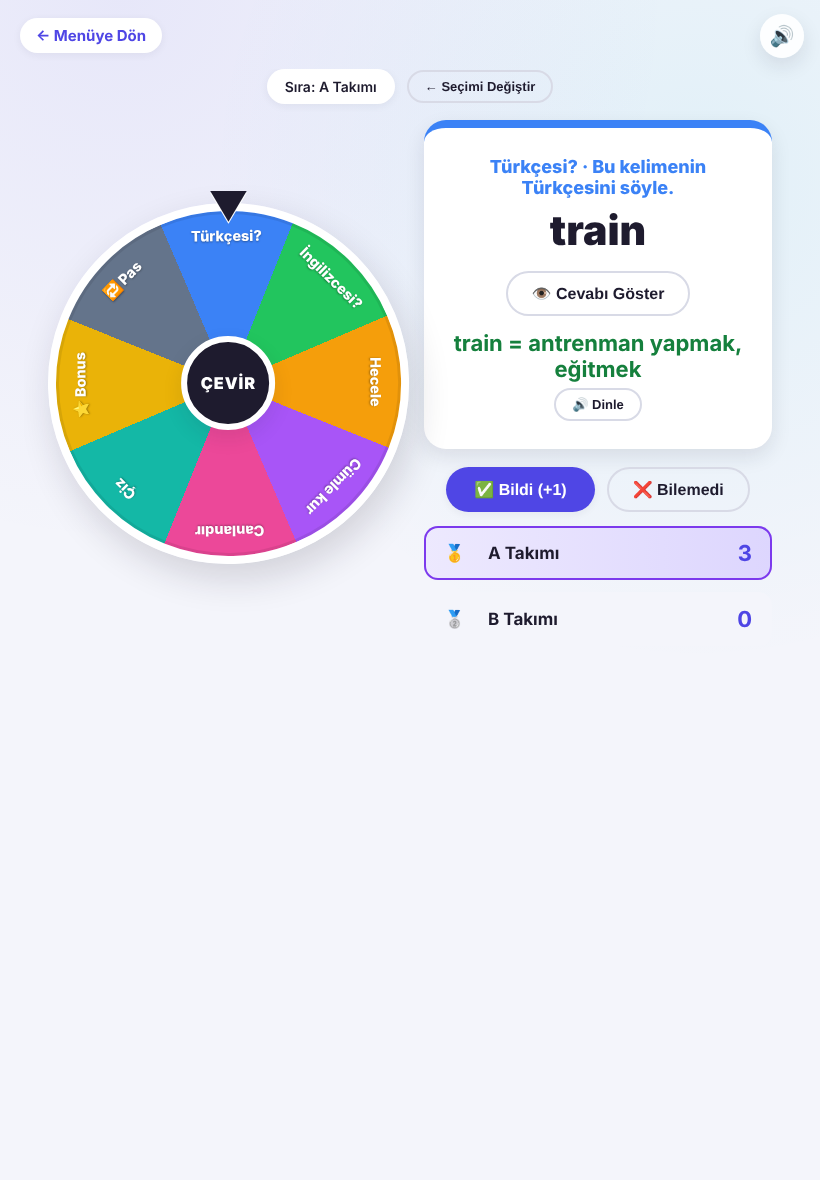 ← Menüye Dön
🔊
Sıra: A Takımı
← Seçimi Değiştir
Türkçesi? · Bu kelimenin
Türkçesini söyle.
train
👁️ Cevabı Göster
train = antrenman yapmak,
eğitmek
🔊 Dinle
✅ Bildi (+1)
❌ Bilemedi
🥇 A Takımı 3
🥈 B Takımı 0
Türkçesi?
İngilizcesi?
Hecele
Cümle kur
Canlandır
Çiz
⭐ Bonus
🔁 Pas
ÇEVİR